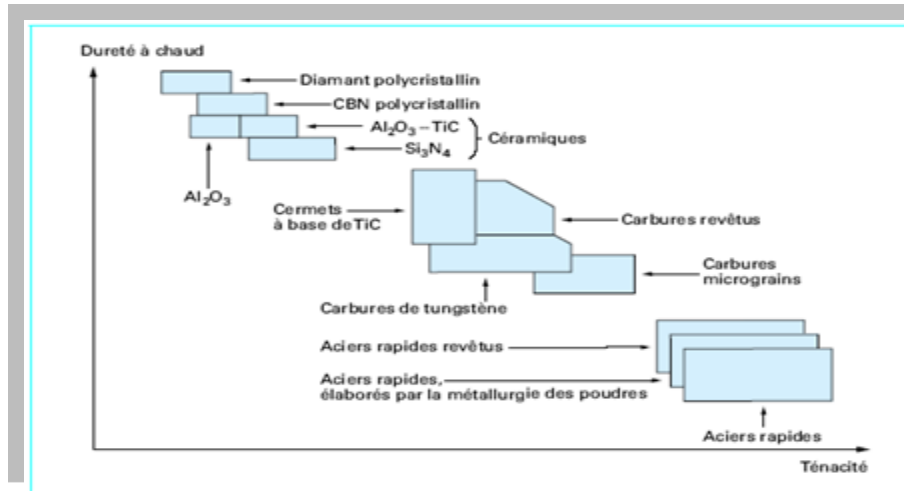 Dureté à chaud
Diamant polycristallin
CBN polycristallin
Al₂O₃ – TiC
Céramiques
Si₃N₄
Al₂O₃
Cermets
à base de TiC
Carbures revêtus
Carbures
micrograins
Carbures de tungstène
Aciers rapides revêtus
Aciers rapides,
élaborés par la métallurgie des poudres
Aciers rapides
Ténacité